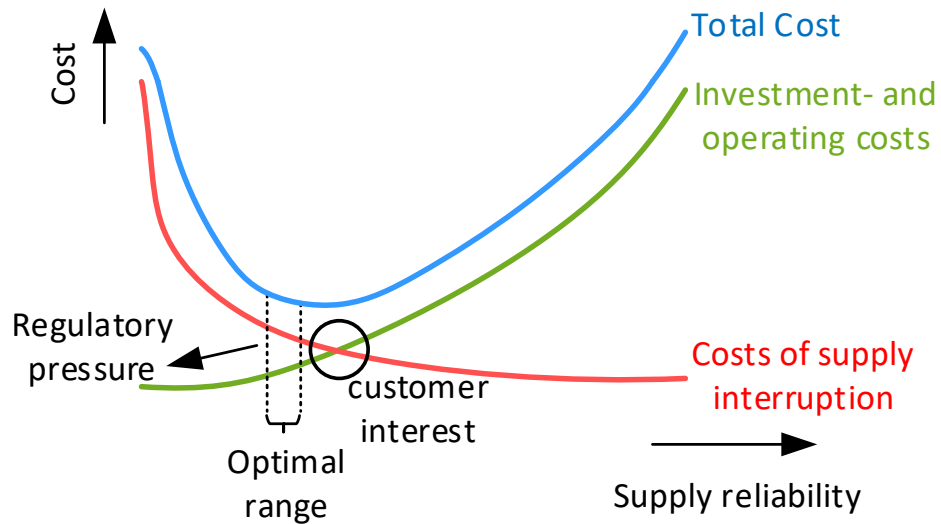 Cost
Total Cost
Investment- and
operating costs
Regulatory
pressure
customer
interest
Optimal
range
Costs of supply
interruption
Supply reliability